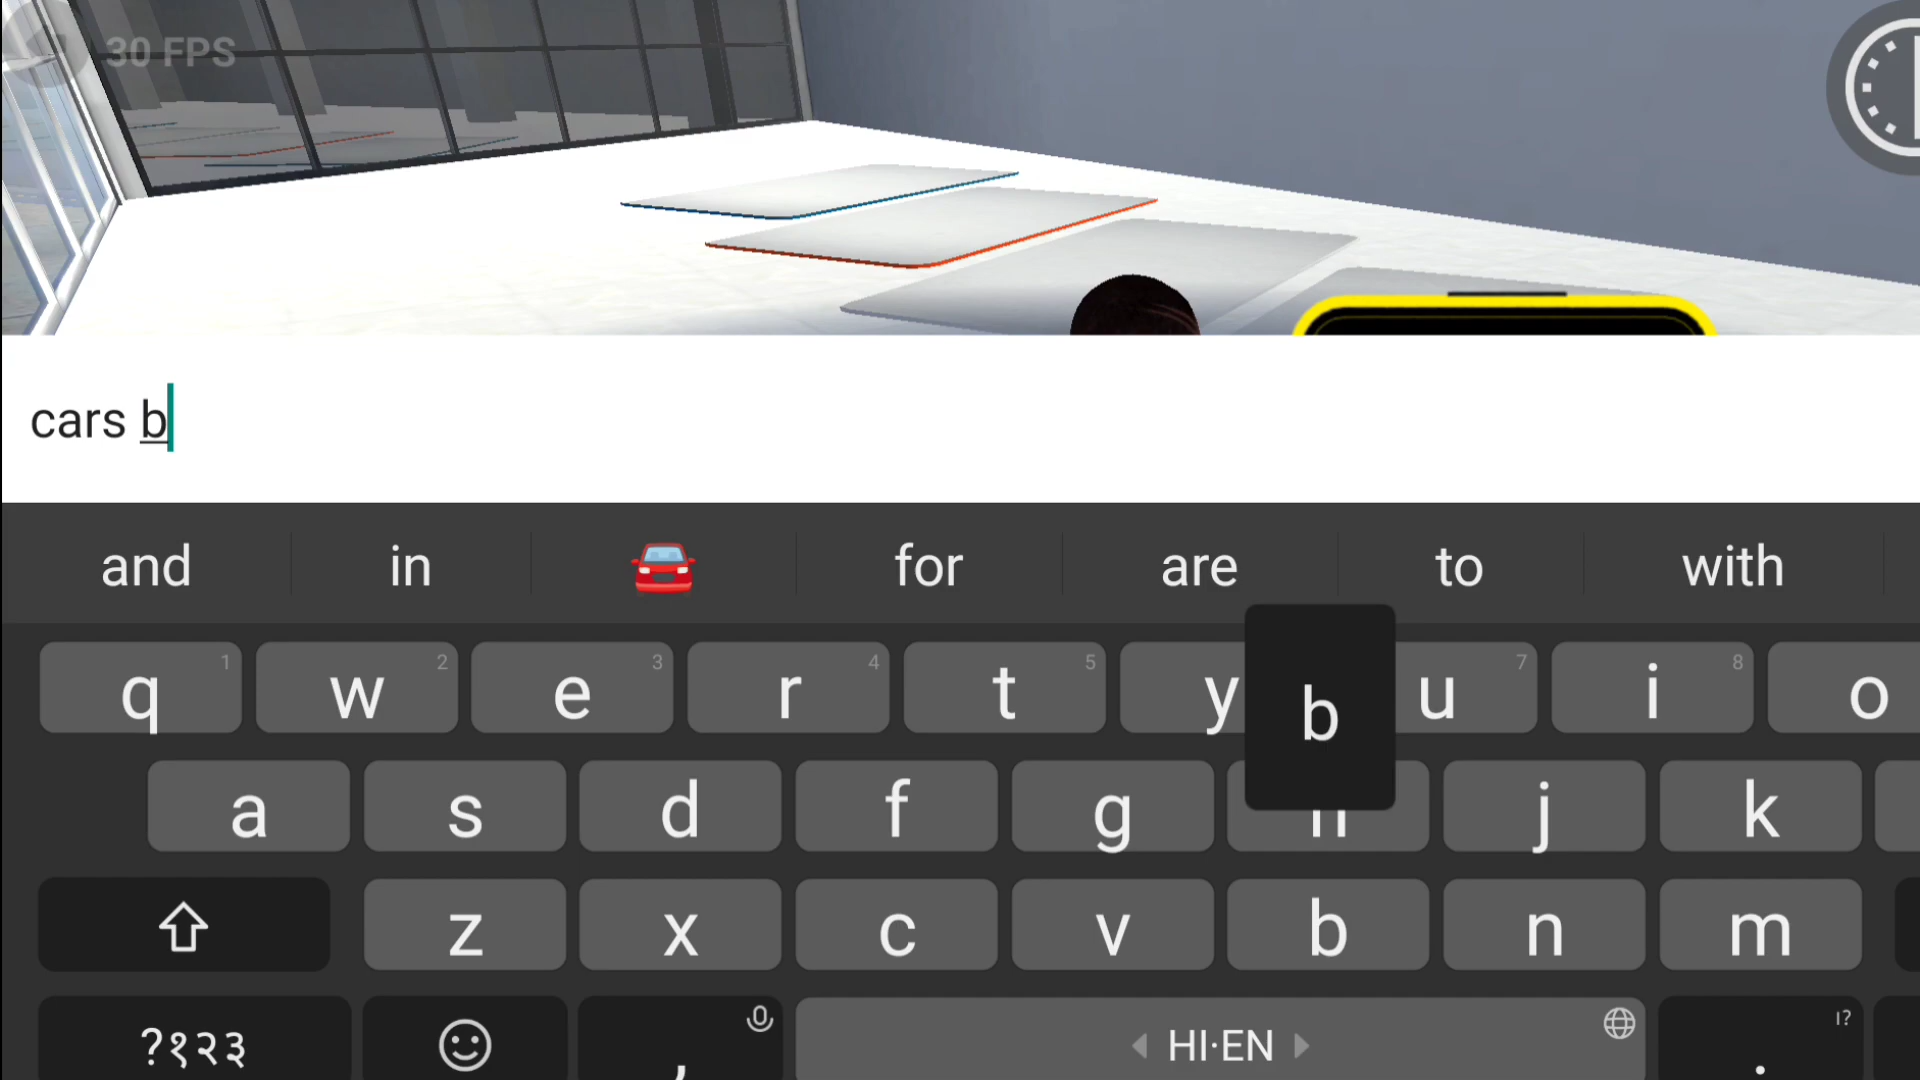 30 FPS
cars b
and in for are to with
q 1 w 2 e 3 r 4 t 5 y u 7 i 8 o
b
a s d f g j k
z x c v b n m
?१२३ , HI·EN . !?